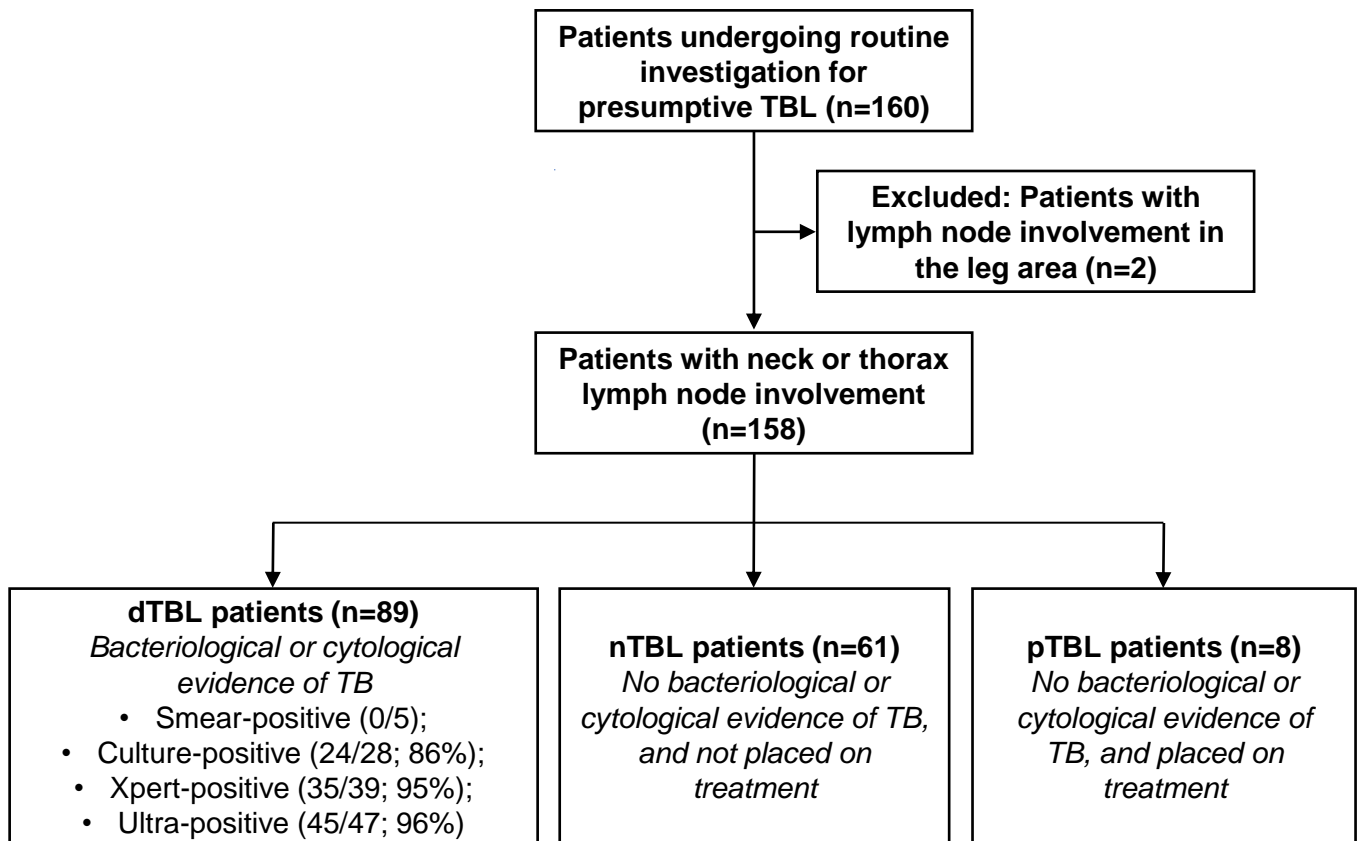 Patients undergoing routine
investigation for
presumptive TBL (n=160)
Excluded: Patients with
lymph node involvement in
the leg area (n=2)
Patients with neck or thorax
lymph node involvement
(n=158)
dTBL patients (n=89)
Bacteriological or cytological
evidence of TB
• Smear-positive (0/5);
• Culture-positive (24/28; 86%);
• Xpert-positive (35/39; 95%);
• Ultra-positive (45/47; 96%)
nTBL patients (n=61)
No bacteriological or
cytological evidence of TB,
and not placed on
treatment
pTBL patients (n=8)
No bacteriological or
cytological evidence of
TB, and placed on
treatment